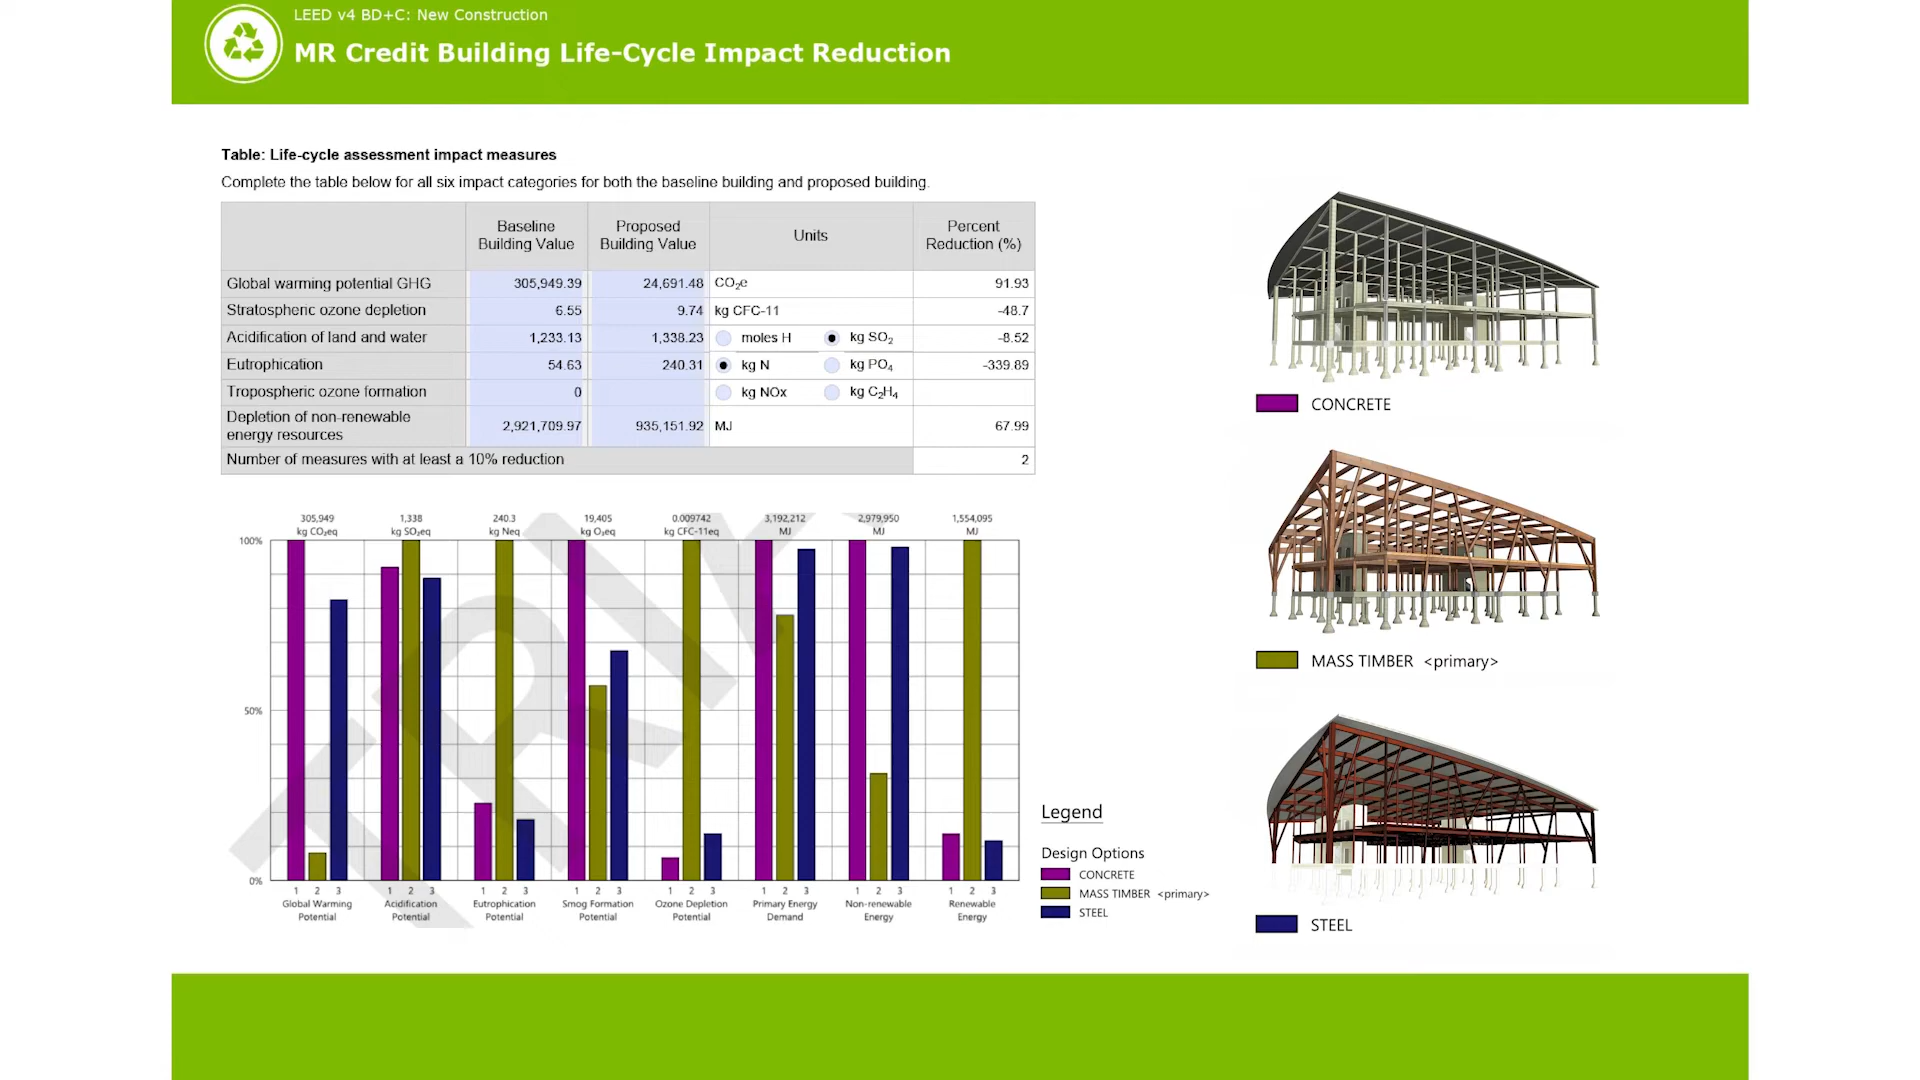 LEED v4 BD+C: New Construction
MR Credit Building Life-Cycle Impact Reduction
Table: Life-cycle assessment impact measures
Complete the table below for all six impact categories for both the baseline building and proposed building.
Baseline Building Value Proposed Building Value Units Percent Reduction (%)
Global warming potential GHG 305,949.39 24,691.48 CO₂e 91.93
Stratospheric ozone depletion 6.55 9.74 kg CFC-11 -48.7
Acidification of land and water 1,233.13 1,338.23 moles H kg SO₂ -8.52
Eutrophication 54.63 240.31 kg N kg PO₄ -339.89
Tropospheric ozone formation 0 kg NOx kg C₂H₄
Depletion of non-renewable energy resources 2,921,709.97 935,151.92 MJ 67.99
Number of measures with at least a 10% reduction 2
305,949 1,338 240.3 19,405 0.009742 3,192,212 2,979,950 1,554,095
kg CO₂eq kg SO₂eq kg Neq kg O₃eq kg CFC-11eq MJ MJ MJ
100%
50%
0%
1 2 3 1 2 3 1 2 3 1 2 3 1 2 3 1 2 3 1 2 3 1 2 3
Global Warming Acidification Eutrophication Smog Formation Ozone Depletion Primary Energy Non-renewable Renewable
Potential Potential Potential Potential Potential Demand Energy Energy
Legend
Design Options
CONCRETE
MASS TIMBER <primary>
STEEL
CONCRETE
MASS TIMBER <primary>
STEEL